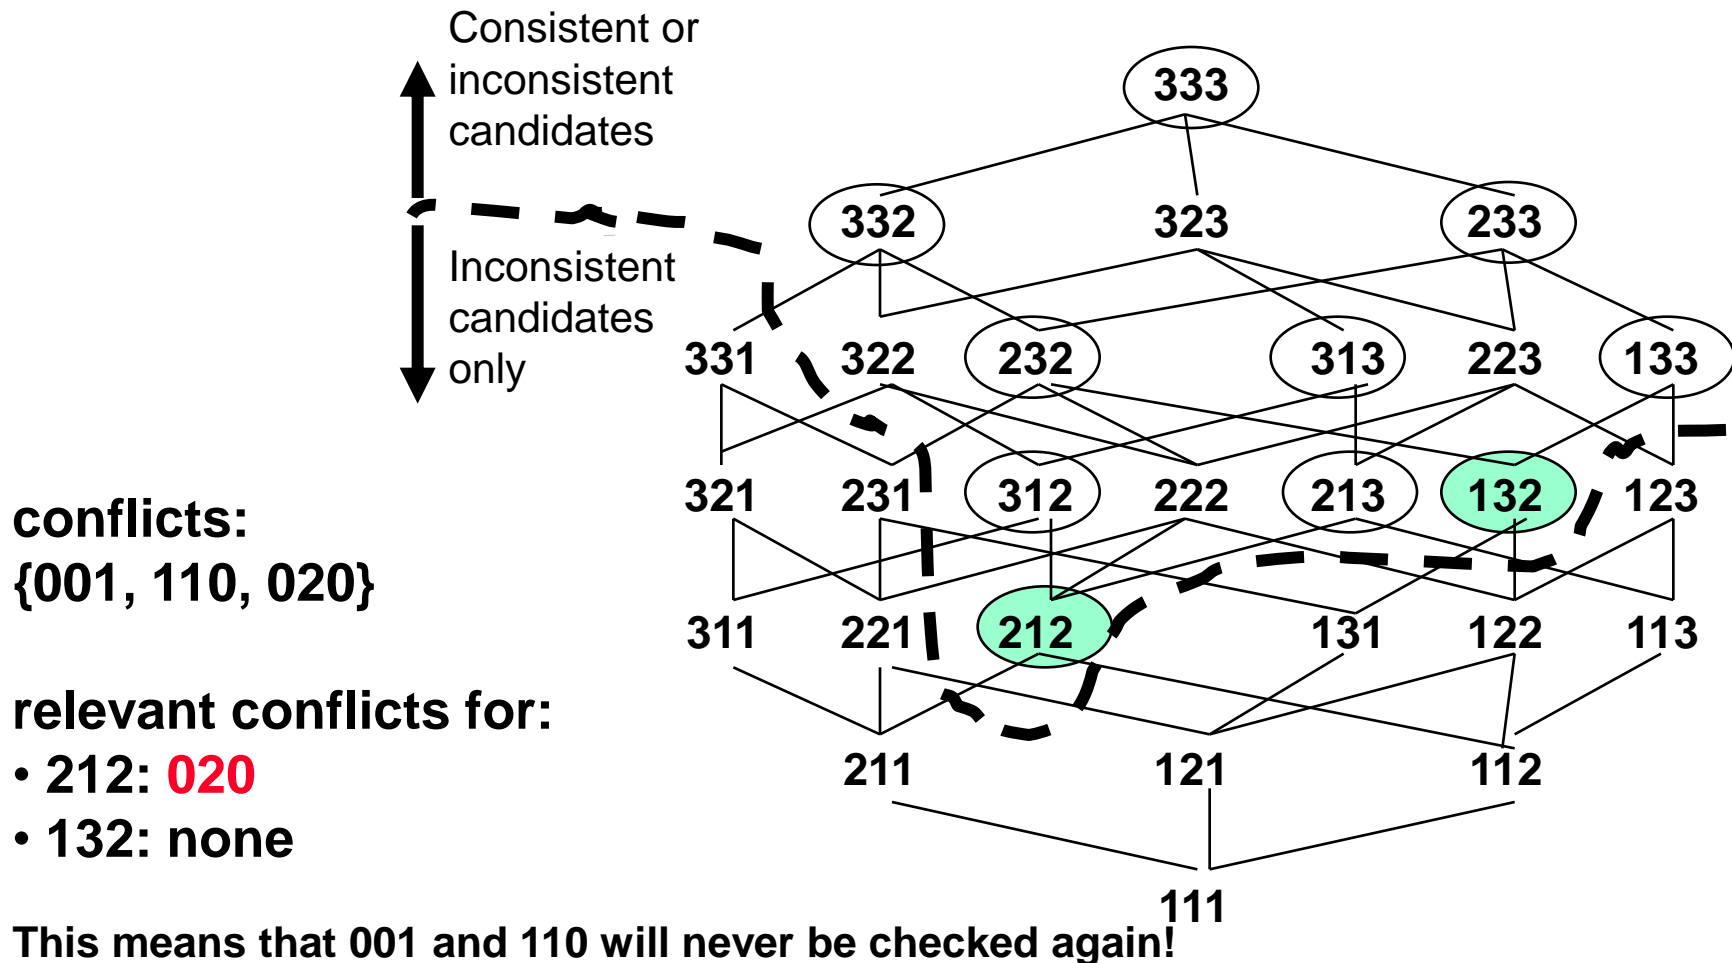 Consistent or
inconsistent
candidates
Inconsistent
candidates
only
333
332 323 233
331 322 232 313 223 133
321 231 312 222 213 132 123
311 221 212 131 122 113
211 121 112
111
conflicts:
{001, 110, 020}
relevant conflicts for:
• 212: 020
• 132: none
This means that 001 and 110 will never be checked again!